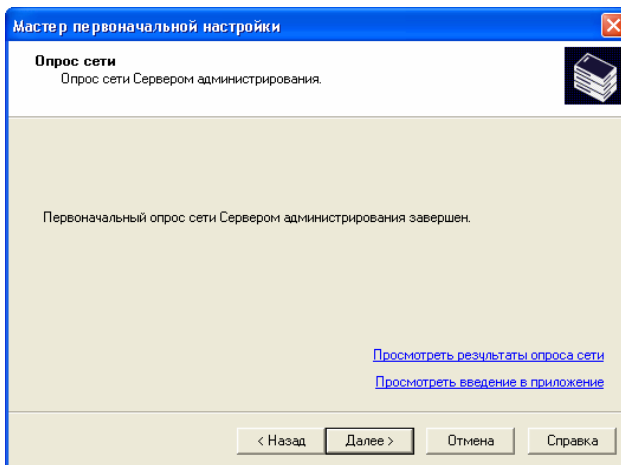 Мастер первоначальной настройки
Опрос сети
Опрос сети Сервером администрирования.
Первоначальный опрос сети Сервером администрирования завершен.
Просмотреть результаты опроса сети
Просмотреть введение в приложение
< Назад
Далее >
Отмена
Справка